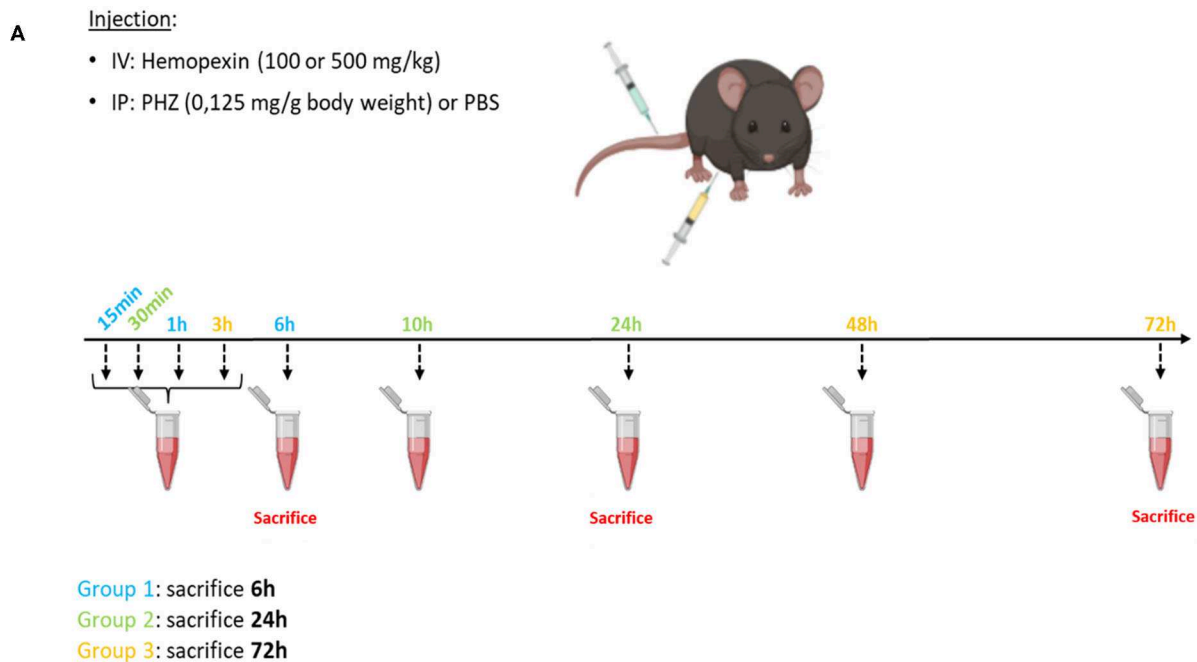 A
Injection:
• IV: Hemopexin (100 or 500 mg/kg)
• IP: PHZ (0,125 mg/g body weight) or PBS
15min 30min 1h 3h 6h 10h 24h 48h 72h
Sacrifice Sacrifice Sacrifice
Group 1: sacrifice 6h
Group 2: sacrifice 24h
Group 3: sacrifice 72h